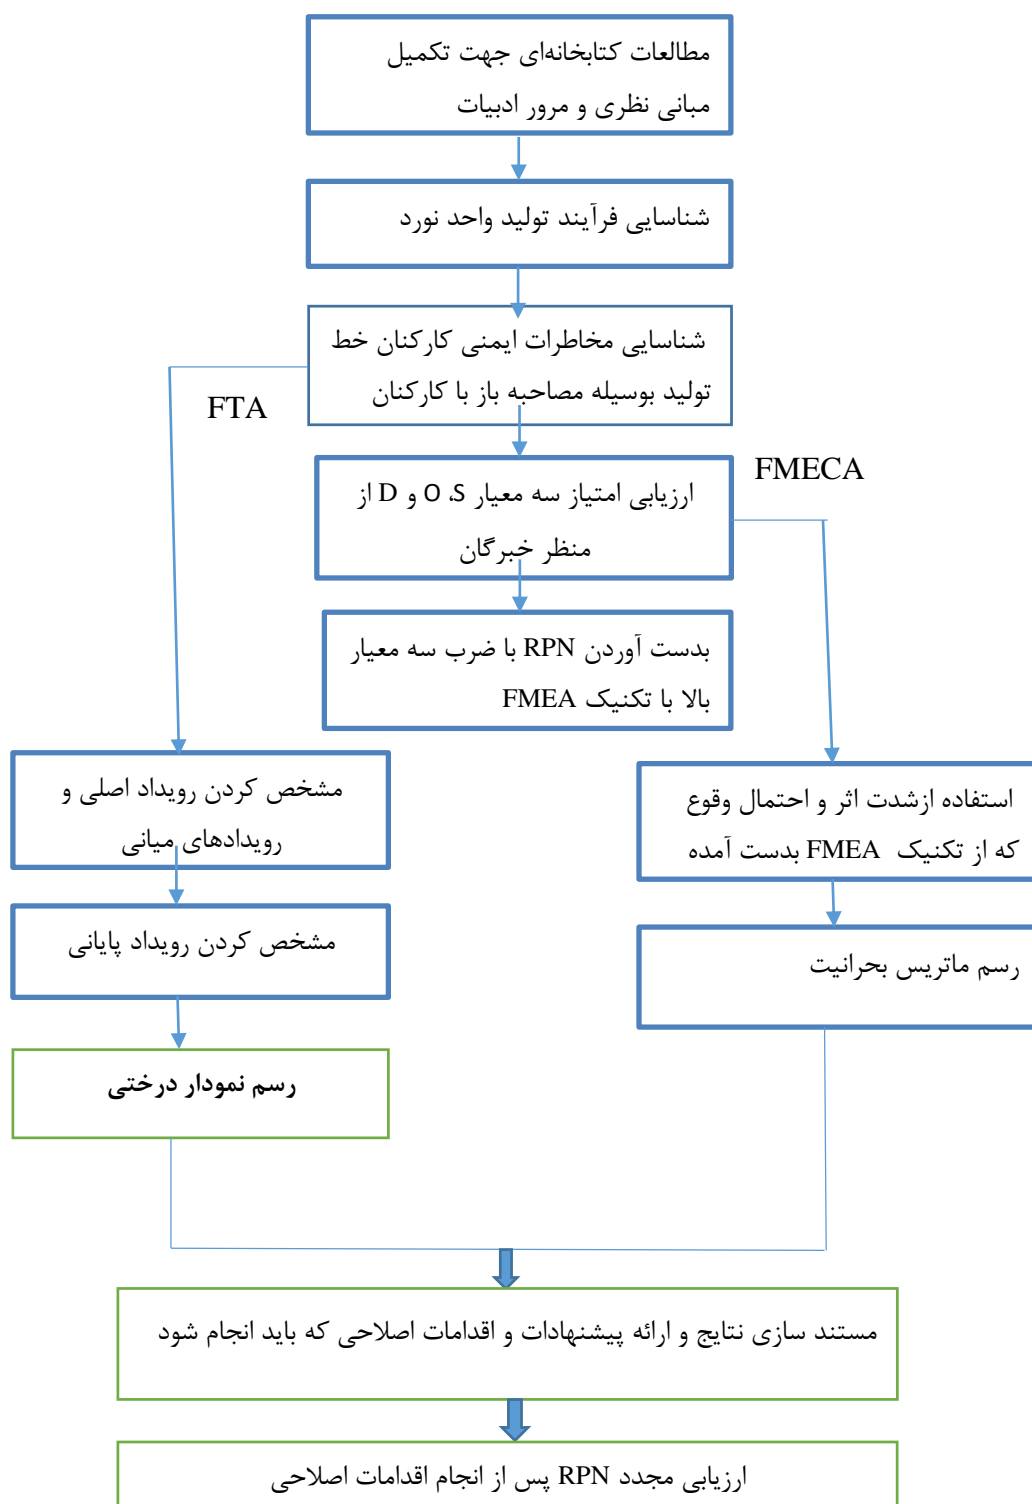 مطالعات کتابخانه‌ای جهت تکمیل
مبانی نظری و مرور ادبیات
شناسایی فرآیند تولید واحد نورد
شناسایی مخاطرات ایمنی کارکنان خط
تولید بوسیله مصاحبه باز با کارکنان
FTA
FMECA
ارزیابی امتیاز سه معیار O ،S و D از
منظر خبرگان
بدست آوردن RPN با ضرب سه معیار
بالا با تکنیک FMEA
مشخص کردن رویداد اصلی و
رویدادهای میانی
استفاده ازشدت اثر و احتمال وقوع
که از تکنیک FMEA بدست آمده
مشخص کردن رویداد پایانی
رسم ماتریس بحرانیت
رسم نمودار درختی
مستند سازی نتایج و ارائه پیشنهادات و اقدامات اصلاحی که باید انجام شود
ارزیابی مجدد RPN پس از انجام اقدامات اصلاحی